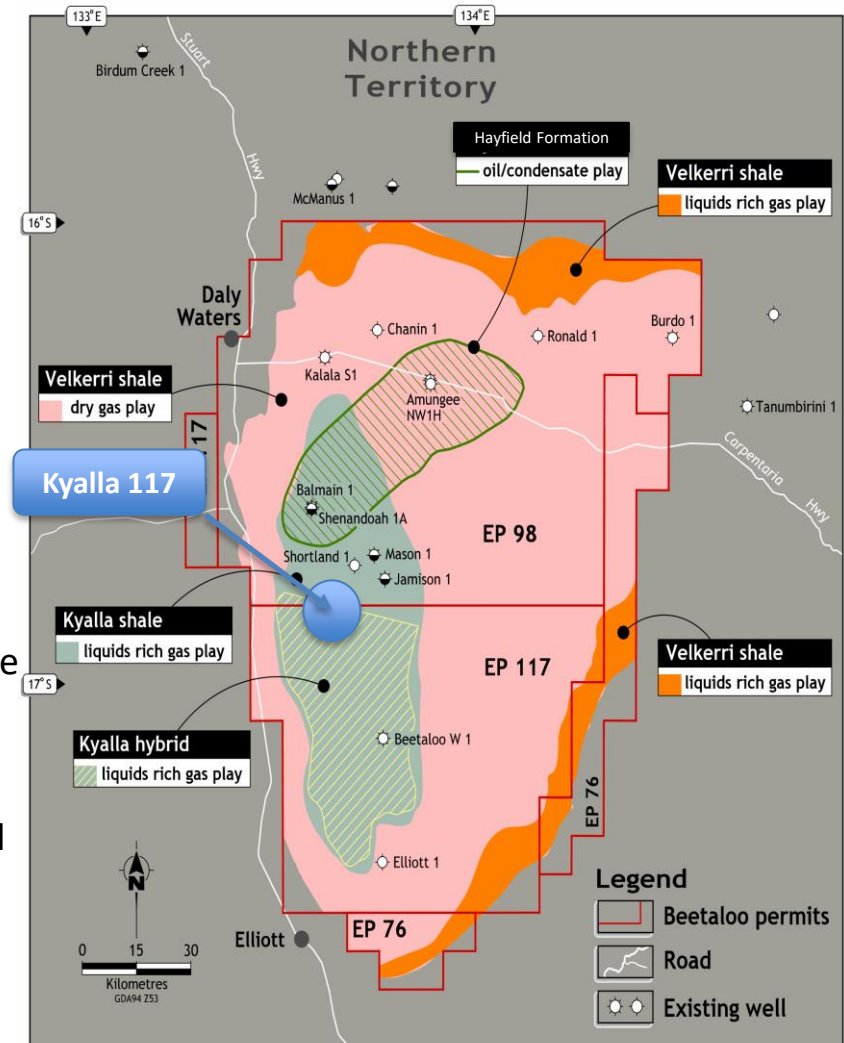 133°E
134°E
Northern
Territory
Stuart
Hwy
Birdum Creek 1
McManus 1
Hayfield Formation
oil/condensate play
Velkerri shale
liquids rich gas play
16°S
Daly
Waters
Chanin 1
Ronald 1
Burdo 1
Kalala S1
Amungee
NW1H
Velkerri shale
dry gas play
Tanumbirini 1
Carpentaria
Hwy
117
Kyalla 117
Balmain 1
Shenandoah 1A
EP 98
Shortland 1
Mason 1
Jamison 1
Kyalla shale
liquids rich gas play
e
17°S
EP 117
Velkerri shale
liquids rich gas play
Kyalla hybrid
liquids rich gas play
Beetaloo W 1
EP 76
l
N
Elliott 1
Elliott
EP 76
0 15 30
Kilometres
GDA94 Z53
Legend
Beetaloo permits
Road
Existing well